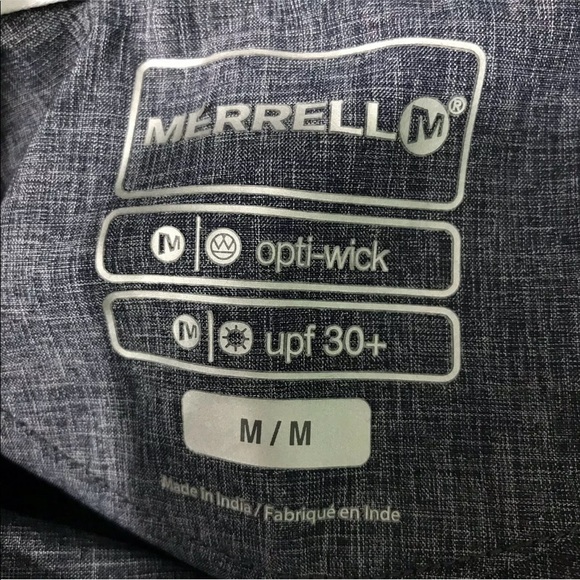 MERRELL M®
M opti-wick
M upf 30+
M / M
Made in India / Fabriqué en Inde